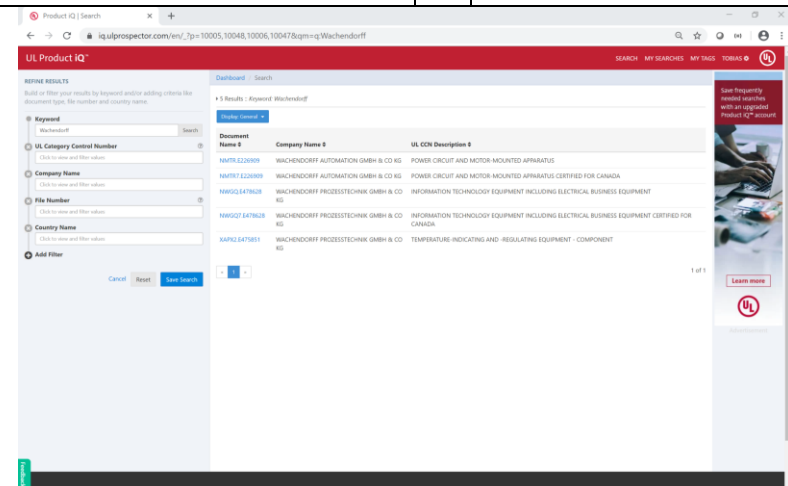 Product iQ | Search
iq.ulprospector.com/en/_?p=10005,10048,10006,10047&qm=q:Wachendorff
UL Product iQ™
SEARCH MY SEARCHES MY TAGS TOBIAS
UL
REFINE RESULTS
Build or filter your results by keyword and/or adding criteria like
document type, file number and country name.
Keyword
Wachendorff
Search
UL Category Control Number
Click to view and filter values
Company Name
Click to view and filter values
File Number
Click to view and filter values
Country Name
Click to view and filter values
Add Filter
Cancel Reset Save Search
Dashboard / Search
5 Results : Keyword: Wachendorff
Display General
Document
Name Company Name UL CCN Description
NMTR.E226909 WACHENDORFF AUTOMATION GMBH & CO KG POWER CIRCUIT AND MOTOR-MOUNTED APPARATUS
NMTR7.E226909 WACHENDORFF AUTOMATION GMBH & CO KG POWER CIRCUIT AND MOTOR-MOUNTED APPARATUS CERTIFIED FOR CANADA
NWGQ.E478628 WACHENDORFF PROZESSTECHNIK GMBH & CO INFORMATION TECHNOLOGY EQUIPMENT INCLUDING ELECTRICAL BUSINESS EQUIPMENT
KG
NWGQ7.E478628 WACHENDORFF PROZESSTECHNIK GMBH & CO INFORMATION TECHNOLOGY EQUIPMENT INCLUDING ELECTRICAL BUSINESS EQUIPMENT CERTIFIED FOR
KG CANADA
XAPX2.E475851 WACHENDORFF PROZESSTECHNIK GMBH & CO TEMPERATURE-INDICATING AND -REGULATING EQUIPMENT - COMPONENT
KG
1
1 of 1
Save frequently
needed searches
with an upgraded
Product iQ™ account
Learn more
UL
Advertisement
Feedback